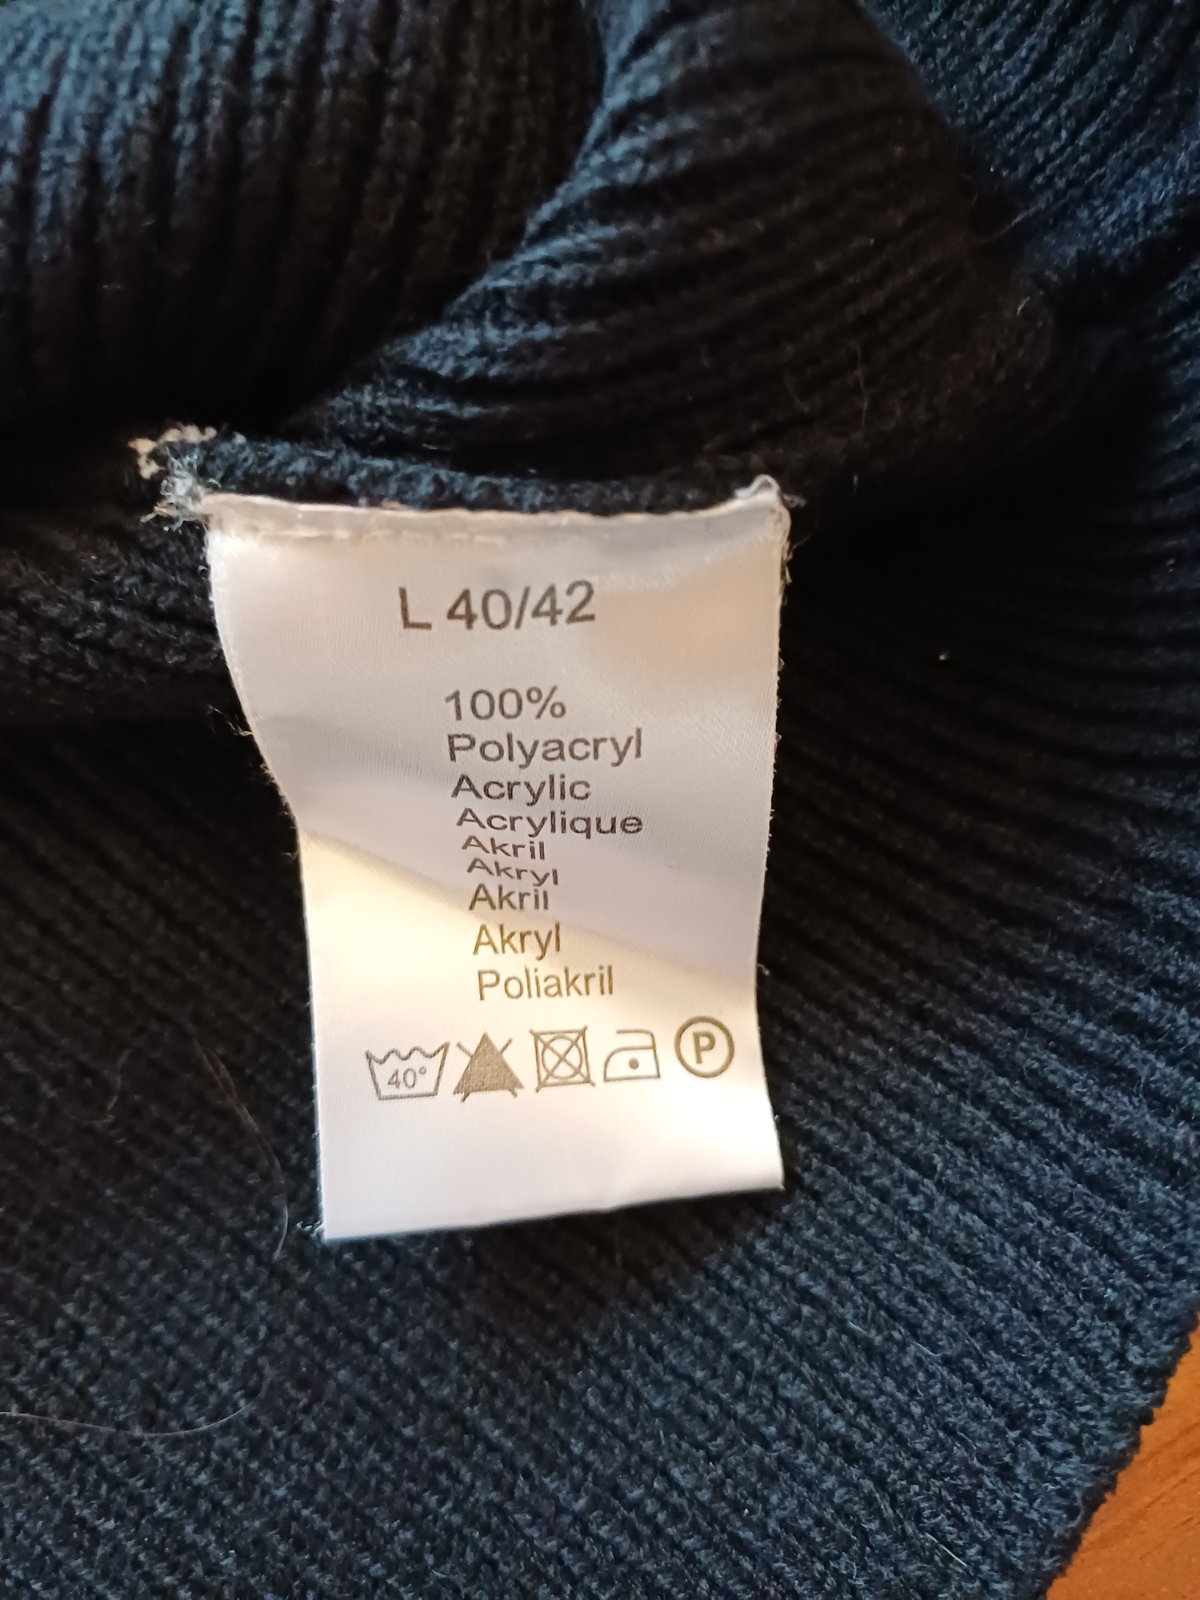 L 40/42
100%
Polyacryl
Acrylic
Acrylique
Akril
Akryl
Akril
Akryl
Poliakril
40° P